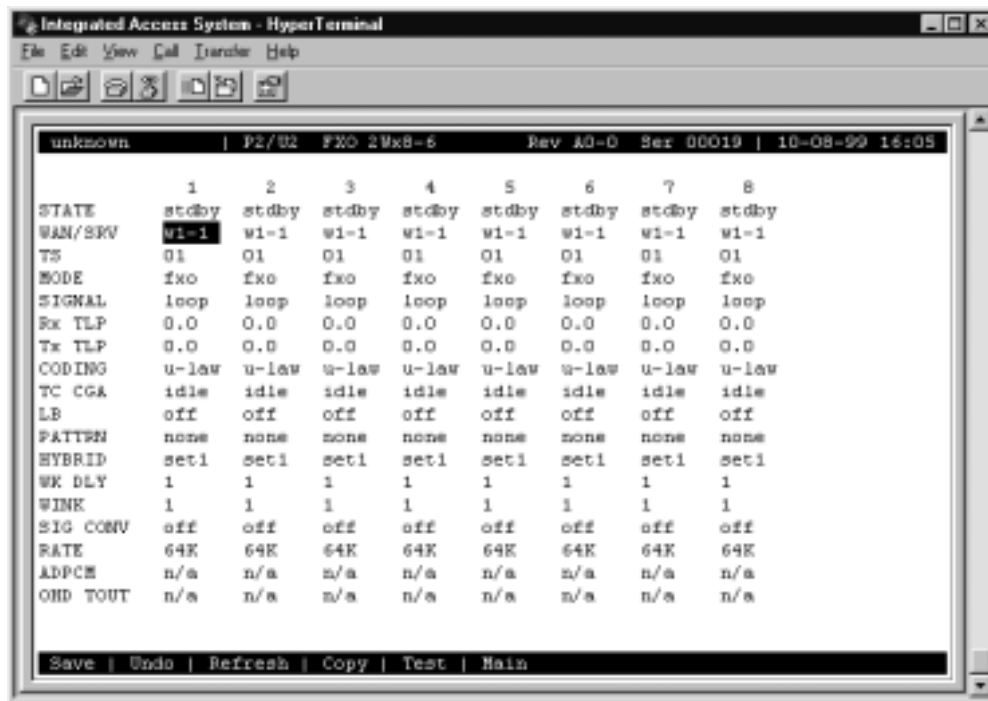 Integrated Access System - HyperTerminal
File Edit View Call Transfer Help
unknown | P2/U2 FXO 2Wx8-6 Rev A0-0 Ser 00019 | 10-08-99 16:05
1 2 3 4 5 6 7 8
STATE stdby stdby stdby stdby stdby stdby stdby stdby
WAN/SRV w1-1 w1-1 w1-1 w1-1 w1-1 w1-1 w1-1 w1-1
TS 01 01 01 01 01 01 01 01
MODE fxo fxo fxo fxo fxo fxo fxo fxo
SIGNAL loop loop loop loop loop loop loop loop
Rx TLP 0.0 0.0 0.0 0.0 0.0 0.0 0.0 0.0
Tx TLP 0.0 0.0 0.0 0.0 0.0 0.0 0.0 0.0
CODING u-law u-law u-law u-law u-law u-law u-law u-law
TC CGA idle idle idle idle idle idle idle idle
LB off off off off off off off off
PATTRN none none none none none none none none
HYBRID set1 set1 set1 set1 set1 set1 set1 set1
WK DLY 1 1 1 1 1 1 1 1
WINK 1 1 1 1 1 1 1 1
SIG CONV off off off off off off off off
RATE 64K 64K 64K 64K 64K 64K 64K 64K
ADPCM n/a n/a n/a n/a n/a n/a n/a n/a
OHD TOUT n/a n/a n/a n/a n/a n/a n/a n/a
Save | Undo | Refresh | Copy | Test | Main